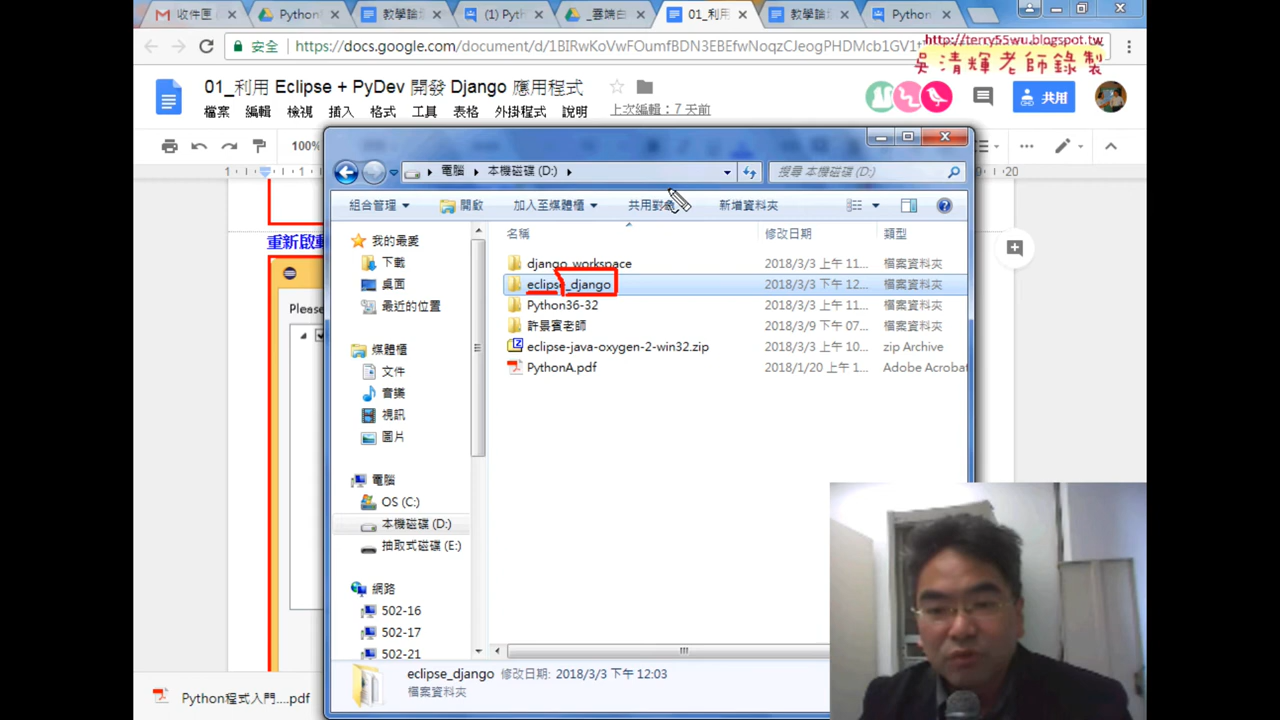 收件匣
Python
教學論
(1) Pyth
_雲端白
01_利用
教學論
Python
安全
https://docs.google.com/document/d/1BIRwKoVwFOumfBDN3EBEfwNoqzCJeogPHDMcb1GV1
http://terry55wu.blogspot.tw
吳清輝老師錄製
01_利用 Eclipse + PyDev 開發 Django 應用程式
檔案 編輯 檢視 插入 格式 工具 表格 外掛程式 說明
上次編輯：7 天前
共用
100%
重新啟動
Please
電腦 本機磁碟 (D:)
搜尋 本機磁碟 (D:)
組合管理 開啟 加入至媒體櫃 共用對象 新增資料夾
名稱 修改日期 類型
django_workspace 2018/3/3 上午 11... 檔案資料夾
eclipse_django 2018/3/3 下午 12... 檔案資料夾
Python36-32 2018/3/3 上午 11... 檔案資料夾
許景賓老師 2018/3/9 下午 07... 檔案資料夾
eclipse-java-oxygen-2-win32.zip 2018/3/3 上午 10... zip Archive
PythonA.pdf 2018/1/20 上午 1... Adobe Acrobat
我的最愛
下載
桌面
最近的位置
媒體櫃
文件
音樂
視訊
圖片
電腦
OS (C:)
本機磁碟 (D:)
抽取式磁碟 (E:)
網路
502-16
502-17
502-21
eclipse_django 修改日期: 2018/3/3 下午 12:03
檔案資料夾
Python程式入門....pdf
18 19 20